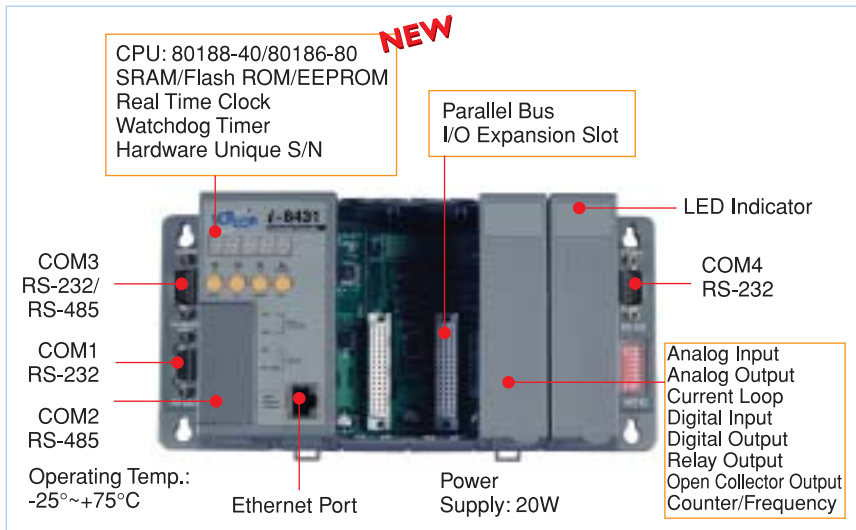 NEW
CPU: 80188-40/80186-80
SRAM/Flash ROM/EEPROM
Real Time Clock
Watchdog Timer
Hardware Unique S/N
Parallel Bus
I/O Expansion Slot
i-8431
LED Indicator
COM3
RS-232/
RS-485
COM4
RS-232
COM1
RS-232
COM2
RS-485
Analog Input
Analog Output
Current Loop
Digital Input
Digital Output
Relay Output
Open Collector Output
Counter/Frequency
Operating Temp.:
-25°~+75°C
Ethernet Port
Power
Supply: 20W